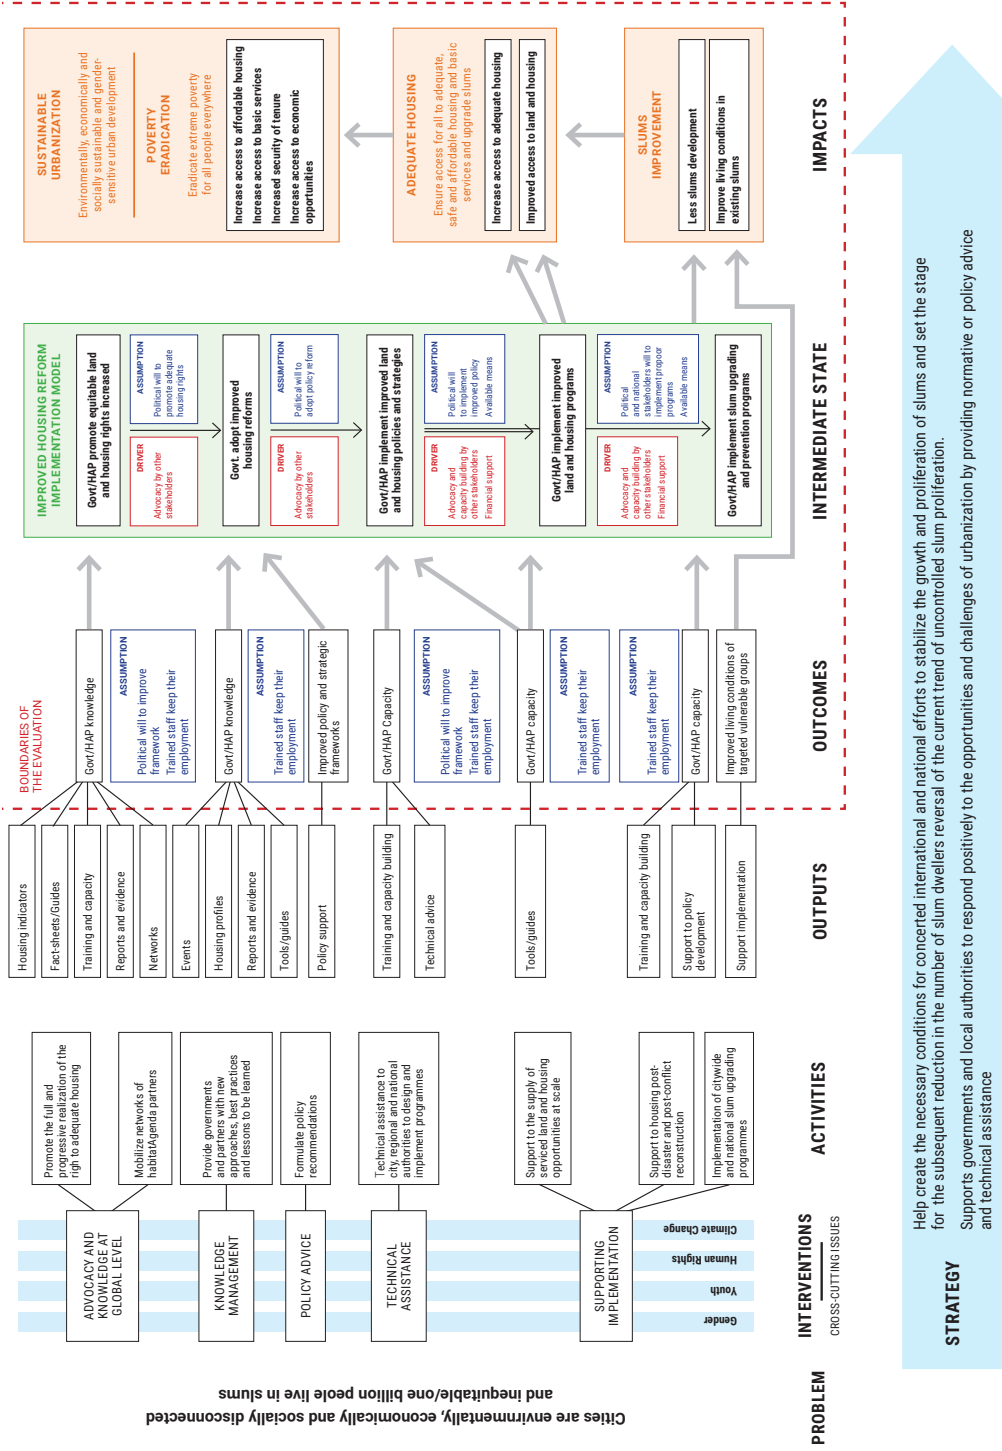 PROBLEM
Cities are envirnmentally, economically and socially disconnected
and inequitable/one billion peole live in slums
INTERVENTIONS
CROSS-CUTTING ISSUES
Gender
Youth
Human Rights
Climate Change
ADVOCACY AND
KNOWLEDGE AT
GLOBAL LEVEL
KNOWLEDGE
MANAGEMENT
POLICY ADVICE
TECHNICAL
ASSISTANCE
SUPPORTING
IMPLEMENTATION
ACTIVITIES
Promote the full and
progressive realization of the
righ to adequate housing
Mobilize networks of
habitatAgenda partners
Provide governments
and partners with new
approaches, best practices
and lessons to be learned
Formulate policy
recommendations
Technical assistance to
city, regional and national
authorities to design and
implement programmes
Support to the supply of
serviced land and housing
opportunities at scale
Support to housing post-
disaster and post-conflict
reconstruction
Implementation of citywide
and national slum upgrading
programmes
OUTPUTS
Housing indicators
Fact-sheets/Guides
Training and capacity
Reports and evidence
Networks
Events
Housing profiles
Reports and evidence
Tools/guides
Policy support
Training and capacity building
Technical advice
Tools/guides
Training and capacity building
Support to policy
development
Support implementation
BOUNDARIES OF
THE EVALUATION
OUTCOMES
Govt/HAP knowledge
ASSUMPTION
Political will to improve
framework
Trained staff keep their
employment
Govt/HAP knowledge
ASSUMPTION
Trained staff keep their
employment
Improved policy and strategic
frameworks
Govt/HAP Capacity
ASSUMPTION
Political will to improve
framework
Trained staff keep their
employment
Govt/HAP capacity
ASSUMPTION
Trained staff keep their
employment
ASSUMPTION
Trained staff keep their
employment
Govt/HAP capacity
Improved living conditions of
targeted vulnerable groups
INTERMEDIATE STATE
IMPROVED HOUSING REFORM
IMPLEMENTATION MODEL
Govt/HAP promote equitable land
and housing rights increased
DRIVER
Advocacy by other
stakeholders
ASSUMPTION
Political will to
promote adequate
housing rights
Govt. adopt improved
housing reforms
DRIVER
Advocacy by other
stakeholders
ASSUMPTION
Political will to
adopt policy reform
Govt/HAP implement improved land
and housing policies and strategies
DRIVER
Advocacy and
capacity building by
other stakeholders
Financial support
ASSUMPTION
Political will
to implement
improved policy
Available means
Govt/HAP implement improved
land and housing programs
DRIVER
Advocacy and
capacity building by
other stakeholders
Financial support
ASSUMPTION
Political
and national
stakeholders will to
implement propoor
programs
Available means
Govt/HAP implement slum upgrading
and prevention programs
IMPACTS
SUSTAINABLE
URBANIZATION
Environmentally, economically and
socially sustainable and gender-
sensitive urban development
POVERTY
ERADICATION
Eradicate extreme poverty
for all people everywhere
Increase access to affordable housing
Increase access to basic services
Increased security of tenure
Increase access to economic
opportunities
ADEQUATE HOUSING
Ensure access for all to adequate,
safe and affordable housing and basic
services and upgrade slums
Increase access to adequate housing
Improved access to land and housing
SLUMS
IMPROVEMENT
Less slums development
Improve living conditions in
existing slums
STRATEGY
Help create the necessary conditions for concerted international and national efforts to stabilize the growth and proliferation of slums and set the stage
for the subsequent reduction in the number of slum dwellers reversal of the current trend of uncontrolled slum proliferation.
Supports governments and local authorities to respond positively to the opportunities and challenges of urbanization by providing normative or policy advice
and technical assistance